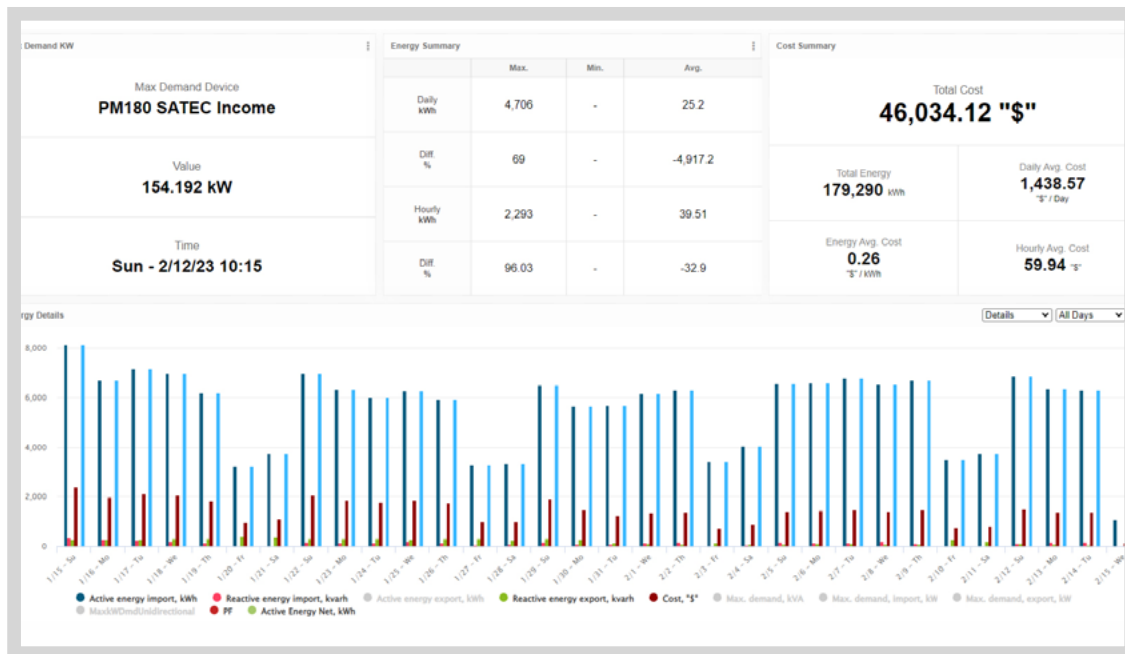 Demand KW
Max Demand Device
PM180 SATEC Income
Value
154.192 kW
Time
Sun - 2/12/23 10:15
Energy Summary
Max. Min. Avg.
Daily kWh 4,706 - 25.2
Diff. % 69 - -4,917.2
Hourly kWh 2,293 - 39.51
Diff. % 96.03 - -32.9
Cost Summary
Total Cost
46,034.12 "$"
Total Energy
179,290 kWh
Daily Avg. Cost
1,438.57
"$" / Day
Energy Avg. Cost
0.26
"$" / kWh
Hourly Avg. Cost
59.94 "$"
rgy Details
Details All Days
8,000
6,000
4,000
2,000
0
1/15 - Su 1/16 - Mo 1/17 - Tu 1/18 - We 1/19 - Th 1/20 - Fr 1/21 - Sa 1/22 - Su 1/23 - Mo 1/24 - Tu 1/25 - We 1/26 - Th 1/27 - Fr 1/28 - Sa 1/29 - Su 1/30 - Mo 1/31 - Tu 2/1 - We 2/2 - Th 2/3 - Fr 2/4 - Sa 2/5 - Su 2/6 - Mo 2/7 - Tu 2/8 - We 2/9 - Th 2/10 - Fr 2/11 - Sa 2/12 - Su 2/13 - Mo 2/14 - Tu 2/15 - We
Active energy import, kWh Reactive energy import, kvarh Active energy export, kWh Reactive energy export, kvarh Cost, "$" Max. demand, kVA Max. demand, import, kW Max. demand, export, kW
MaxkWDmdUnidirectional PF Active Energy Net, kWh